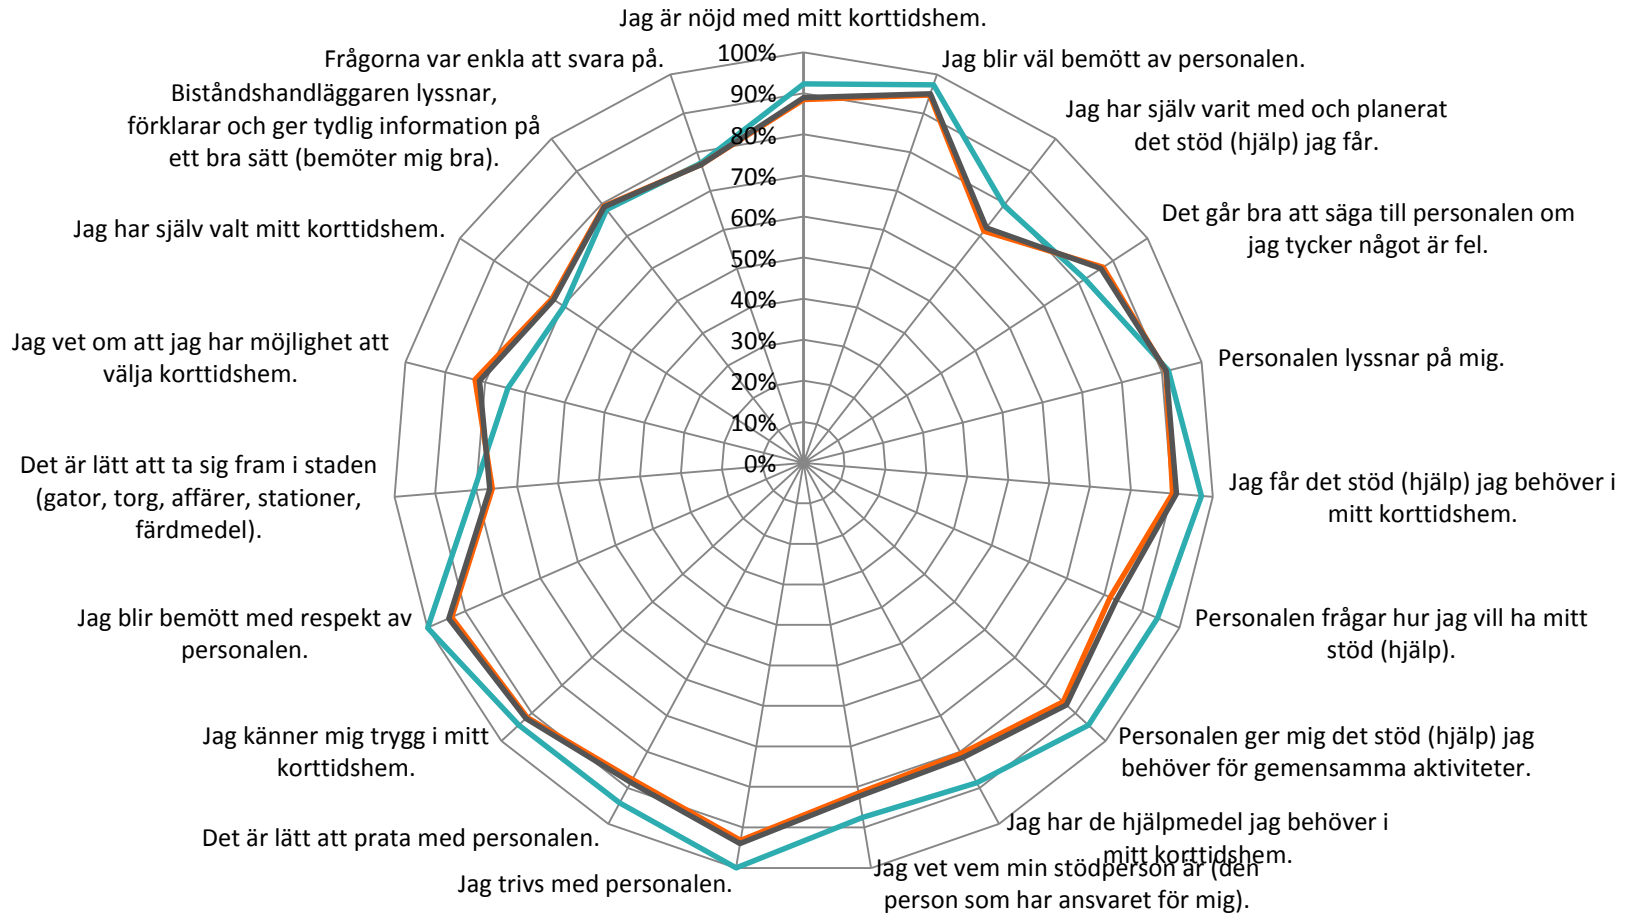 Jag är nöjd med mitt korttidshem.
Jag blir väl bemött av personalen.
Jag har själv varit med och planerat
det stöd (hjälp) jag får.
Det går bra att säga till personalen om
jag tycker något är fel.
Personalen lyssnar på mig.
Jag får det stöd (hjälp) jag behöver i
mitt korttidshem.
Personalen frågar hur jag vill ha mitt
stöd (hjälp).
Personalen ger mig det stöd (hjälp) jag
behöver för gemensamma aktiviteter.
Jag har de hjälpmedel jag behöver i
mitt korttidshem.
Jag vet vem min stödperson är (den
person som har ansvaret för mig).
Jag trivs med personalen.
Det är lätt att prata med personalen.
Jag känner mig trygg i mitt
korttidshem.
Jag blir bemött med respekt av
personalen.
Det är lätt att ta sig fram i staden
(gator, torg, affärer, stationer,
färdmedel).
Jag vet om att jag har möjlighet att
välja korttidshem.
Jag har själv valt mitt korttidshem.
Biståndshandläggaren lyssnar,
förklarar och ger tydlig information på
ett bra sätt (bemöter mig bra).
Frågorna var enkla att svara på.
100%
90%
80%
70%
60%
50%
40%
30%
20%
10%
0%